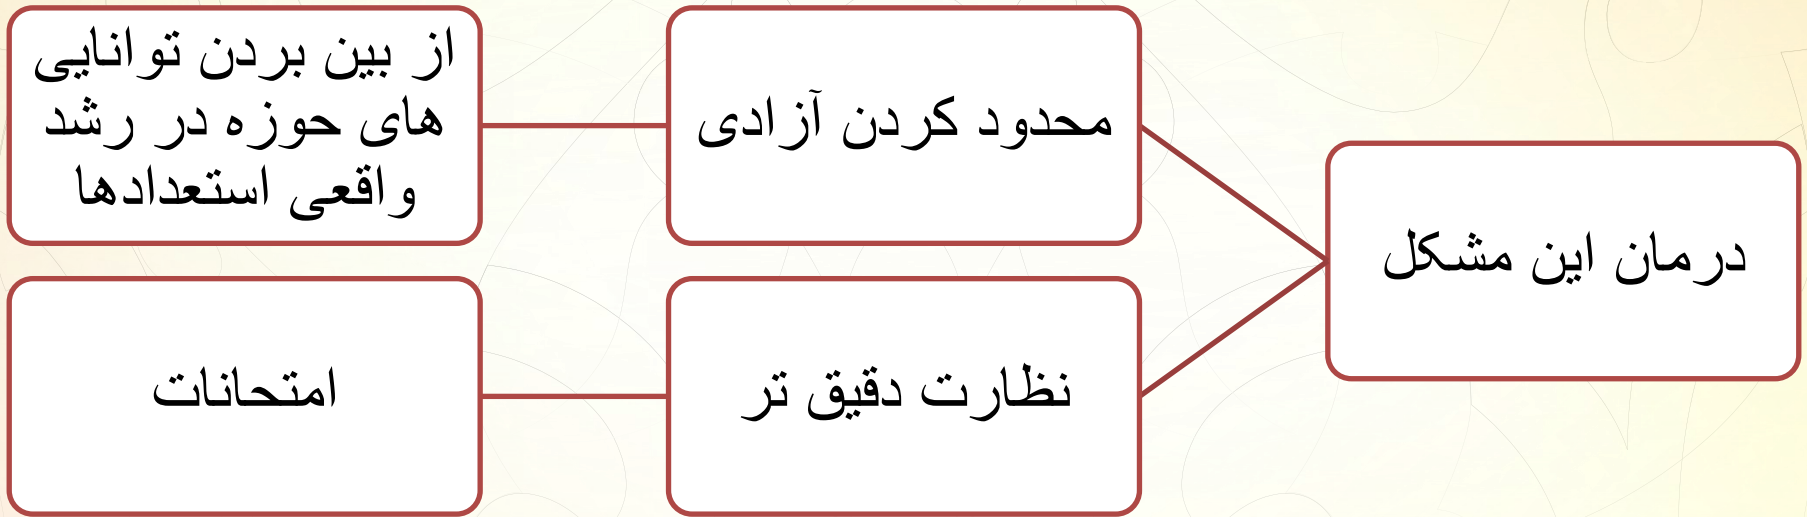 درمان این مشکل
محدود کردن آزادی
از بین بردن توانایی
های حوزه در رشد
واقعی استعدادها
نظارت دقیق تر
امتحانات